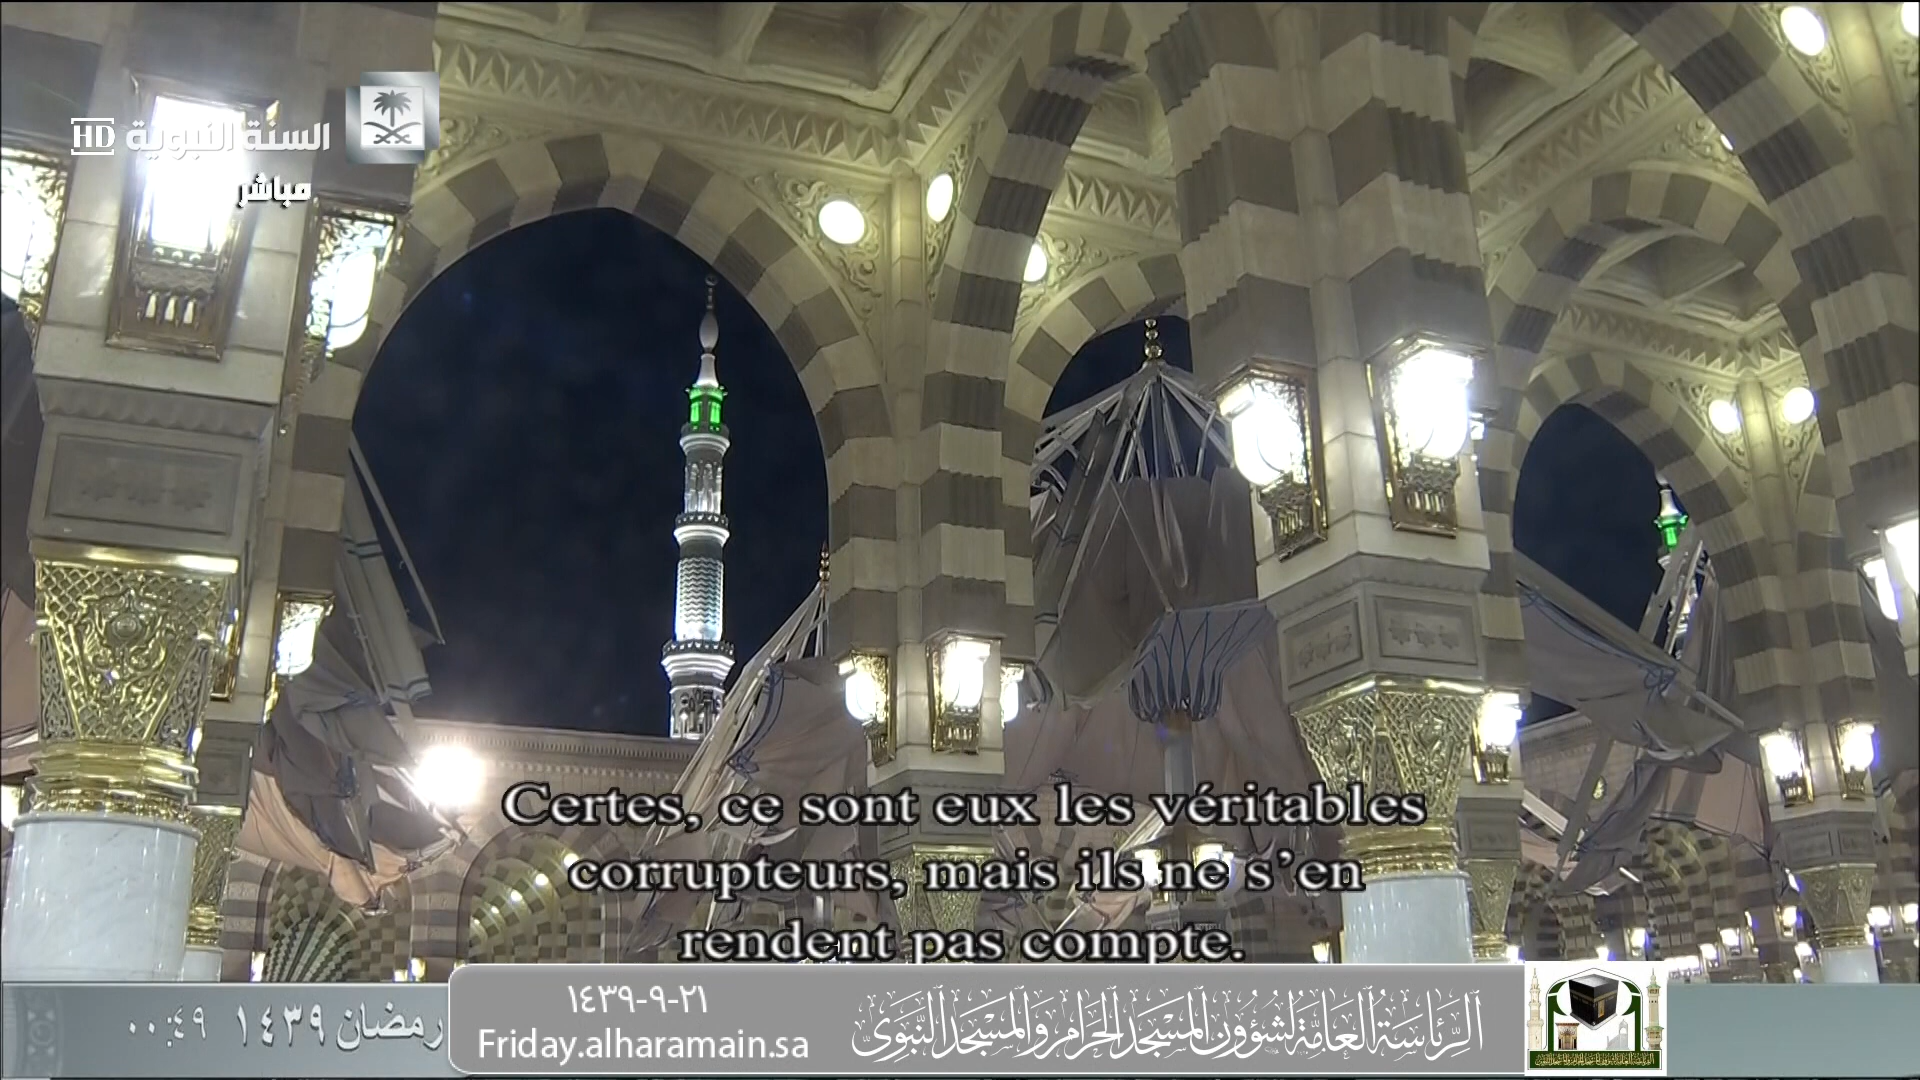 HD السنة النبوية
مباشر
Certes, ce sont eux les véritables
corrupteurs, mais ils ne s’en
rendent pas compte.
٠٠:٤٩ رمضان ١٤٣٩
١٤٣٩-٩-٢١
Friday.alharamain.sa
الرئاسة العامة لشؤون المسجد الحرام والمسجد النبوي